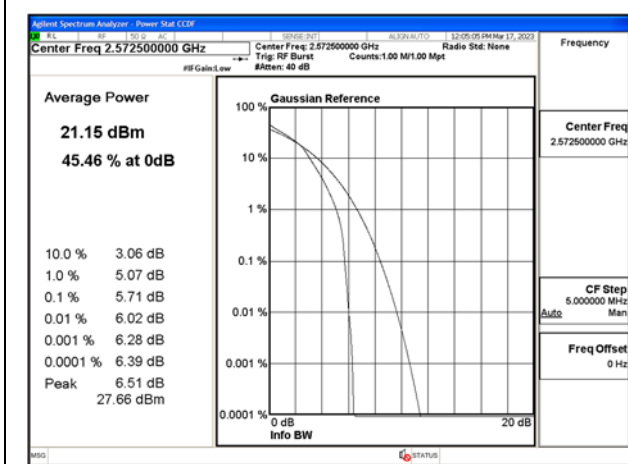 Agilent Spectrum Analyzer - Power Stat CCDF
RL RF 50 Ω AC SENSE:INT ALIGNAUTO 12:05:05 PM Mar 17, 2023
Center Freq 2.572500000 GHz
Center Freq: 2.572500000 GHz Radio Std: None
Trig: RF Burst Counts:1.00 M/1.00 Mpt
#IFGain:Low #Atten: 40 dB
Frequency
Average Power
21.15 dBm
45.46 % at 0dB
10.0 % 3.06 dB
1.0 % 5.07 dB
0.1 % 5.71 dB
0.01 % 6.02 dB
0.001 % 6.28 dB
0.0001 % 6.39 dB
Peak 6.51 dB
27.66 dBm
Gaussian Reference
100 %
10 %
1 %
0.1 %
0.01 %
0.001 %
0.0001 %
0 dB 20 dB
Info BW
Center Freq
2.572500000 GHz
CF Step
5.000000 MHz
Auto Man
Freq Offset
0 Hz
MSG STATUS